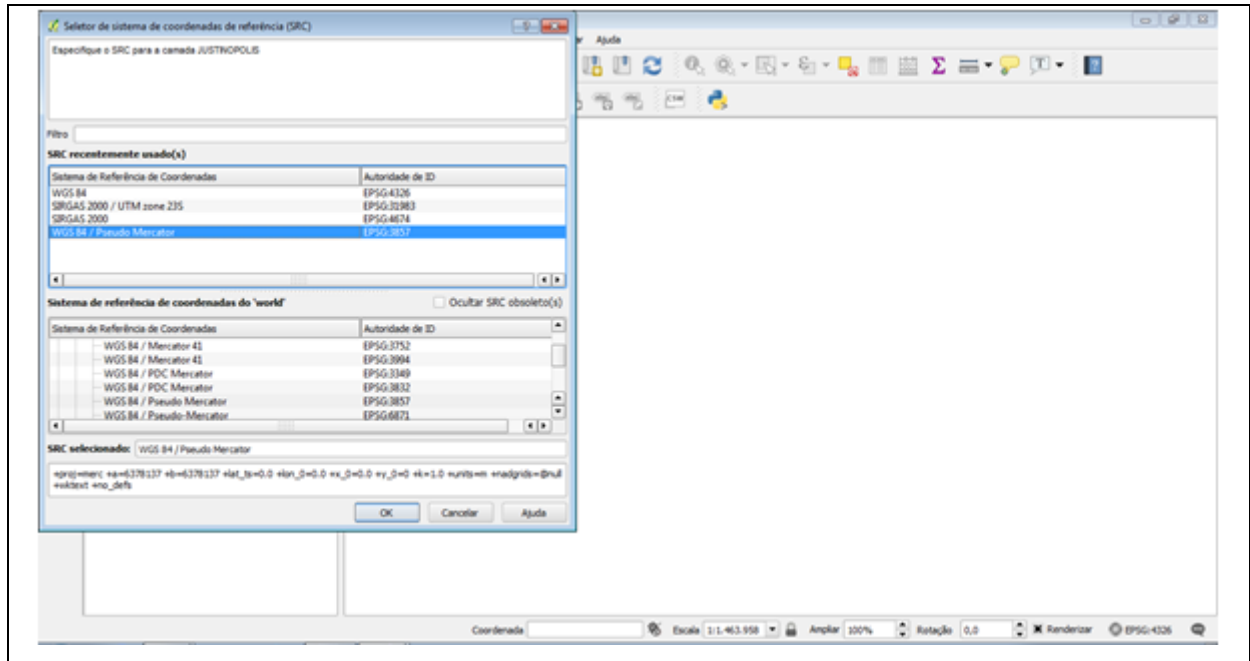 Seletor de sistema de coordenadas de referência (SRC)
Especifique o SRC para a camada JUSTINOPOLIS
Ajuda
Filtro
SRC recentemente usado(s)
Sistema de Referência de Coordenadas Autoridade de ID
WGS 84 EPSG:4326
SIRGAS 2000 / UTM zone 23S EPSG:31983
SIRGAS 2000 EPSG:4674
WGS 84 / Pseudo Mercator EPSG:3857
Sistema de referência de coordenadas do 'world' Ocultar SRC obsoleto(s)
Sistema de Referência de Coordenadas Autoridade de ID
WGS 84 / Mercator 41 EPSG:3752
WGS 84 / Mercator 41 EPSG:3994
WGS 84 / PDC Mercator EPSG:3349
WGS 84 / PDC Mercator EPSG:3832
WGS 84 / Pseudo Mercator EPSG:3857
WGS 84 / Pseudo-Mercator EPSG:6871
SRC selecionado: WGS 84 / Pseudo Mercator
+proj=merc +a=6378137 +b=6378137 +lat_ts=0.0 +lon_0=0.0 +x_0=0.0 +y_0=0 +k=1.0 +units=m +nadgrids=@null
+wktext +no_defs
OK Cancelar Ajuda
CSW
Coordenada Escala 1:1.463.958 Ampliar 100% Rotação 0,0 Renderizar EPSG:4326